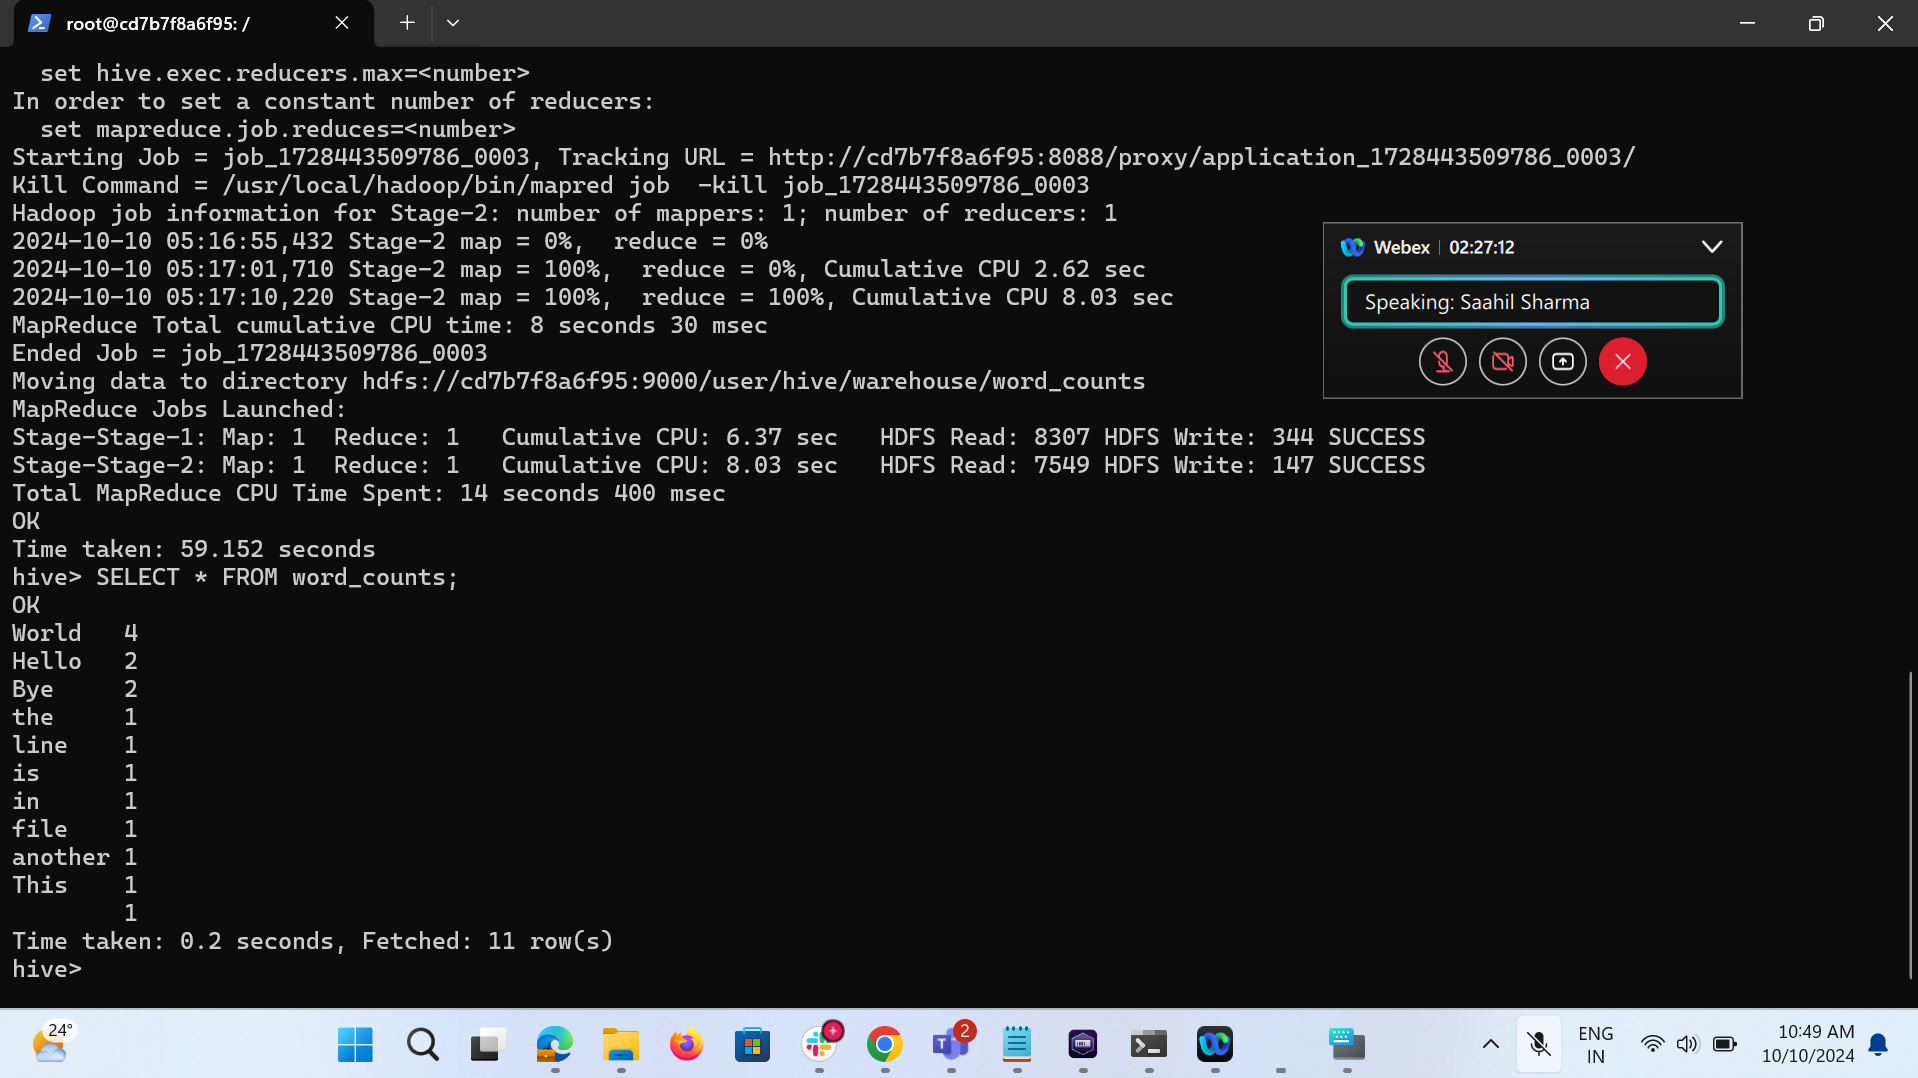 root@cd7b7f8a6f95: /
set hive.exec.reducers.max=<number>
In order to set a constant number of reducers:
set mapreduce.job.reduces=<number>
Starting Job = job_1728443509786_0003, Tracking URL = http://cd7b7f8a6f95:8088/proxy/application_1728443509786_0003/
Kill Command = /usr/local/hadoop/bin/mapred job  -kill job_1728443509786_0003
Hadoop job information for Stage-2: number of mappers: 1; number of reducers: 1
2024-10-10 05:16:55,432 Stage-2 map = 0%,  reduce = 0%
2024-10-10 05:17:01,710 Stage-2 map = 100%,  reduce = 0%, Cumulative CPU 2.62 sec
2024-10-10 05:17:10,220 Stage-2 map = 100%,  reduce = 100%, Cumulative CPU 8.03 sec
MapReduce Total cumulative CPU time: 8 seconds 30 msec
Ended Job = job_1728443509786_0003
Moving data to directory hdfs://cd7b7f8a6f95:9000/user/hive/warehouse/word_counts
MapReduce Jobs Launched:
Stage-Stage-1: Map: 1  Reduce: 1   Cumulative CPU: 6.37 sec   HDFS Read: 8307 HDFS Write: 344 SUCCESS
Stage-Stage-2: Map: 1  Reduce: 1   Cumulative CPU: 8.03 sec   HDFS Read: 7549 HDFS Write: 147 SUCCESS
Total MapReduce CPU Time Spent: 14 seconds 400 msec
OK
Time taken: 59.152 seconds
hive> SELECT * FROM word_counts;
OK
World   4
Hello   2
Bye     2
the     1
line    1
is      1
in      1
file    1
another 1
This    1
1
Time taken: 0.2 seconds, Fetched: 11 row(s)
hive>
Webex | 02:27:12
Speaking: Saahil Sharma
24°
2
ENG
IN
10:49 AM
10/10/2024